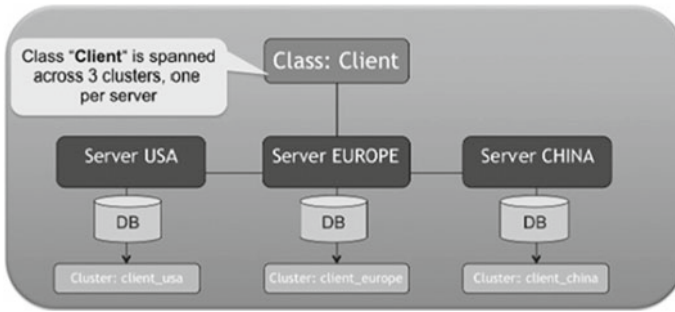 Class "Client" is spanned
across 3 clusters, one
per server
Class: Client
Server USA
Server EUROPE
Server CHINA
DB
DB
DB
Cluster: client_usa
Cluster: client_europe
Cluster: client_china